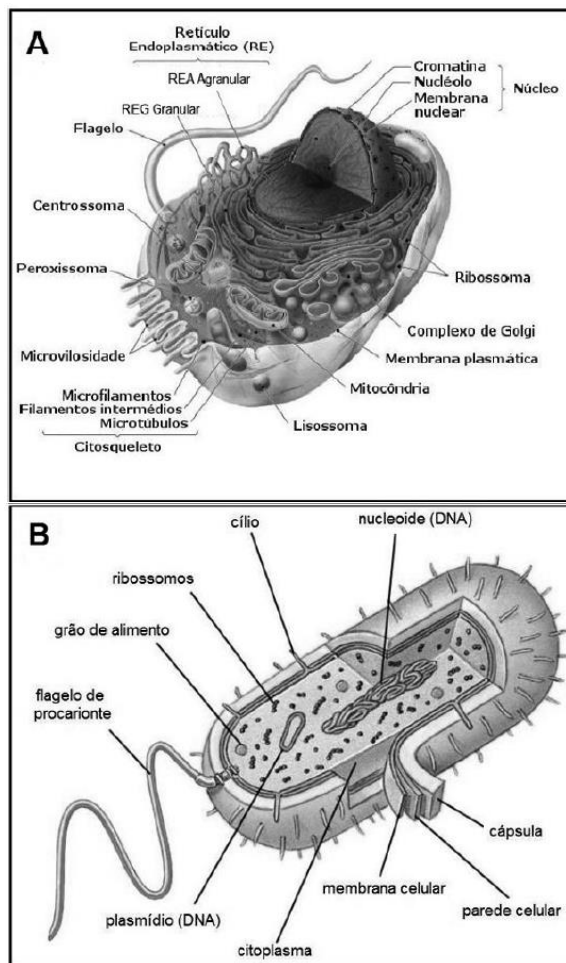 A
Retículo
Endoplasmático (RE)
REA Agranular
REG Granular
Flagelo
Centrossoma
Peroxissoma
Microvilosidade
Microfilamentos
Filamentos intermédios
Microtúbulos
Citosqueleto
Cromatina
Nucléolo
Membrana
nuclear
Núcleo
Ribossoma
Complexo de Golgi
Membrana plasmática
Mitocôndria
Lisossoma
B
cílio
nucleoide (DNA)
ribossomos
grão de alimento
flagelo de
procarionte
cápsula
membrana celular
parede celular
plasmídio (DNA)
citoplasma